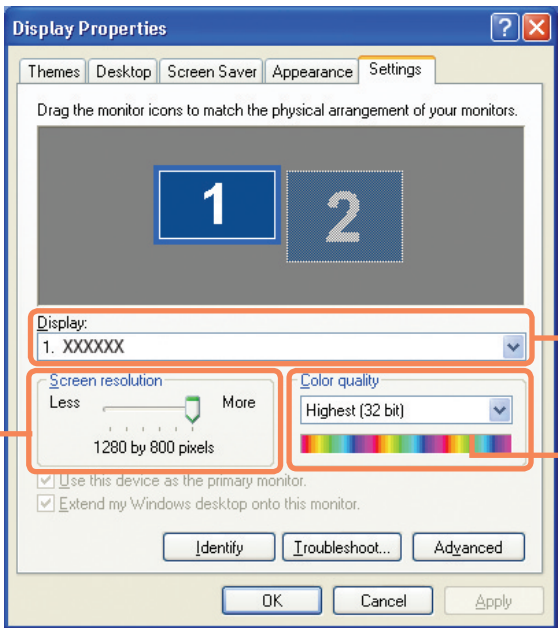 Display Properties
Themes Desktop Screen Saver Appearance Settings
Drag the monitor icons to match the physical arrangement of your monitors.
1 2
Display:
1. XXXXXX
Screen resolution
Less More
1280 by 800 pixels
Color quality
Highest (32 bit)
Use this device as the primary monitor.
Extend my Windows desktop onto this monitor.
Identify Troubleshoot... Advanced
OK Cancel Apply